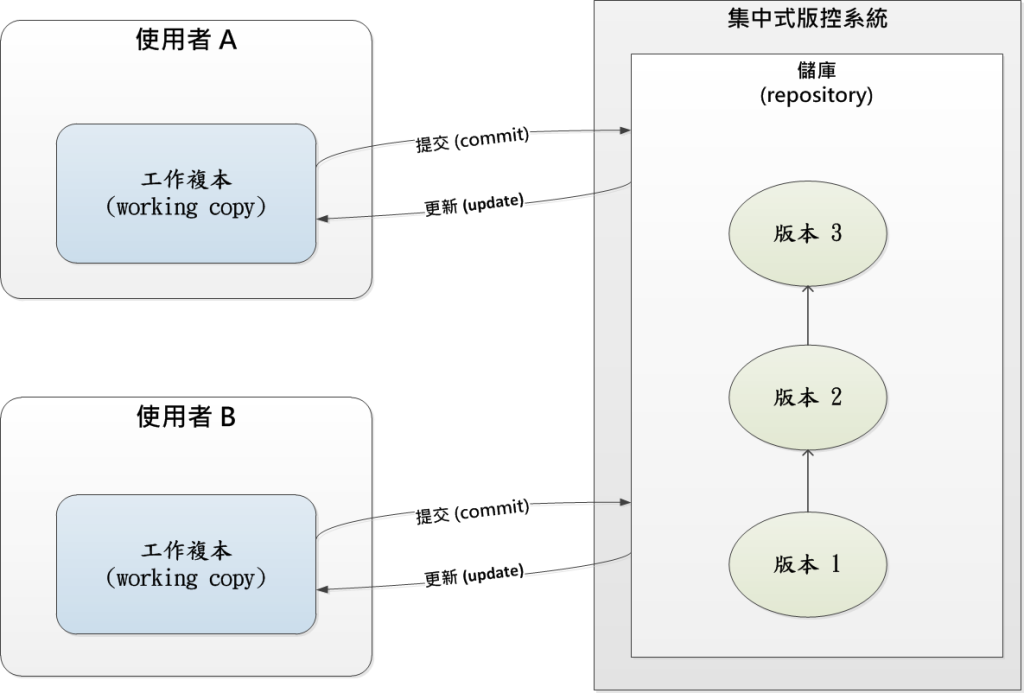 使用者 A
工作複本
(working copy)
提交 (commit)
更新 (update)
使用者 B
工作複本
(working copy)
提交 (commit)
更新 (update)
集中式版控系統
儲庫
(repository)
版本 3
版本 2
版本 1